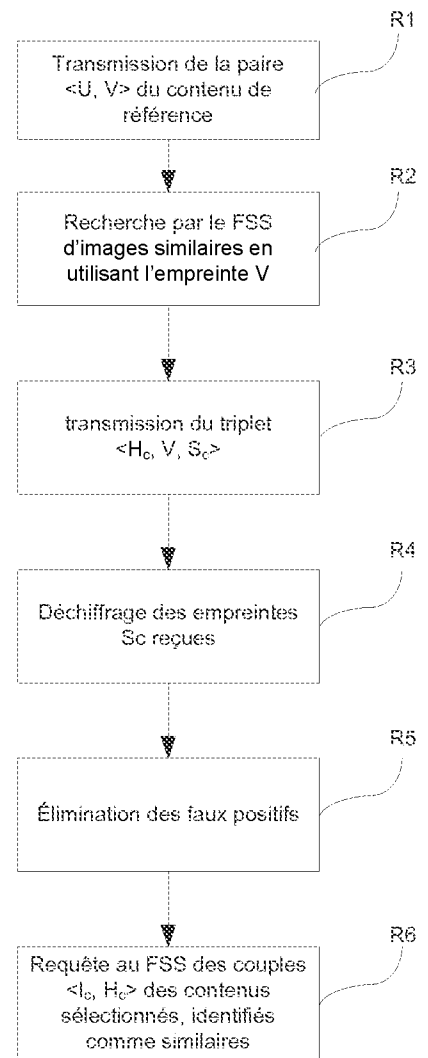 R1
Transmission de la paire
<U, V> du contenu de
référence
R2
Recherche par le FSS
d'images similaires en
utilisant l'empreinte V
R3
transmission du triplet
<Hc, V, Sc>
R4
Déchiffrage des empreintes
Sc reçues
R5
Élimination des faux positifs
R6
Requête au FSS des couples
<Ic, Hc> des contenus
sélectionnés, identifiés
comme similaires